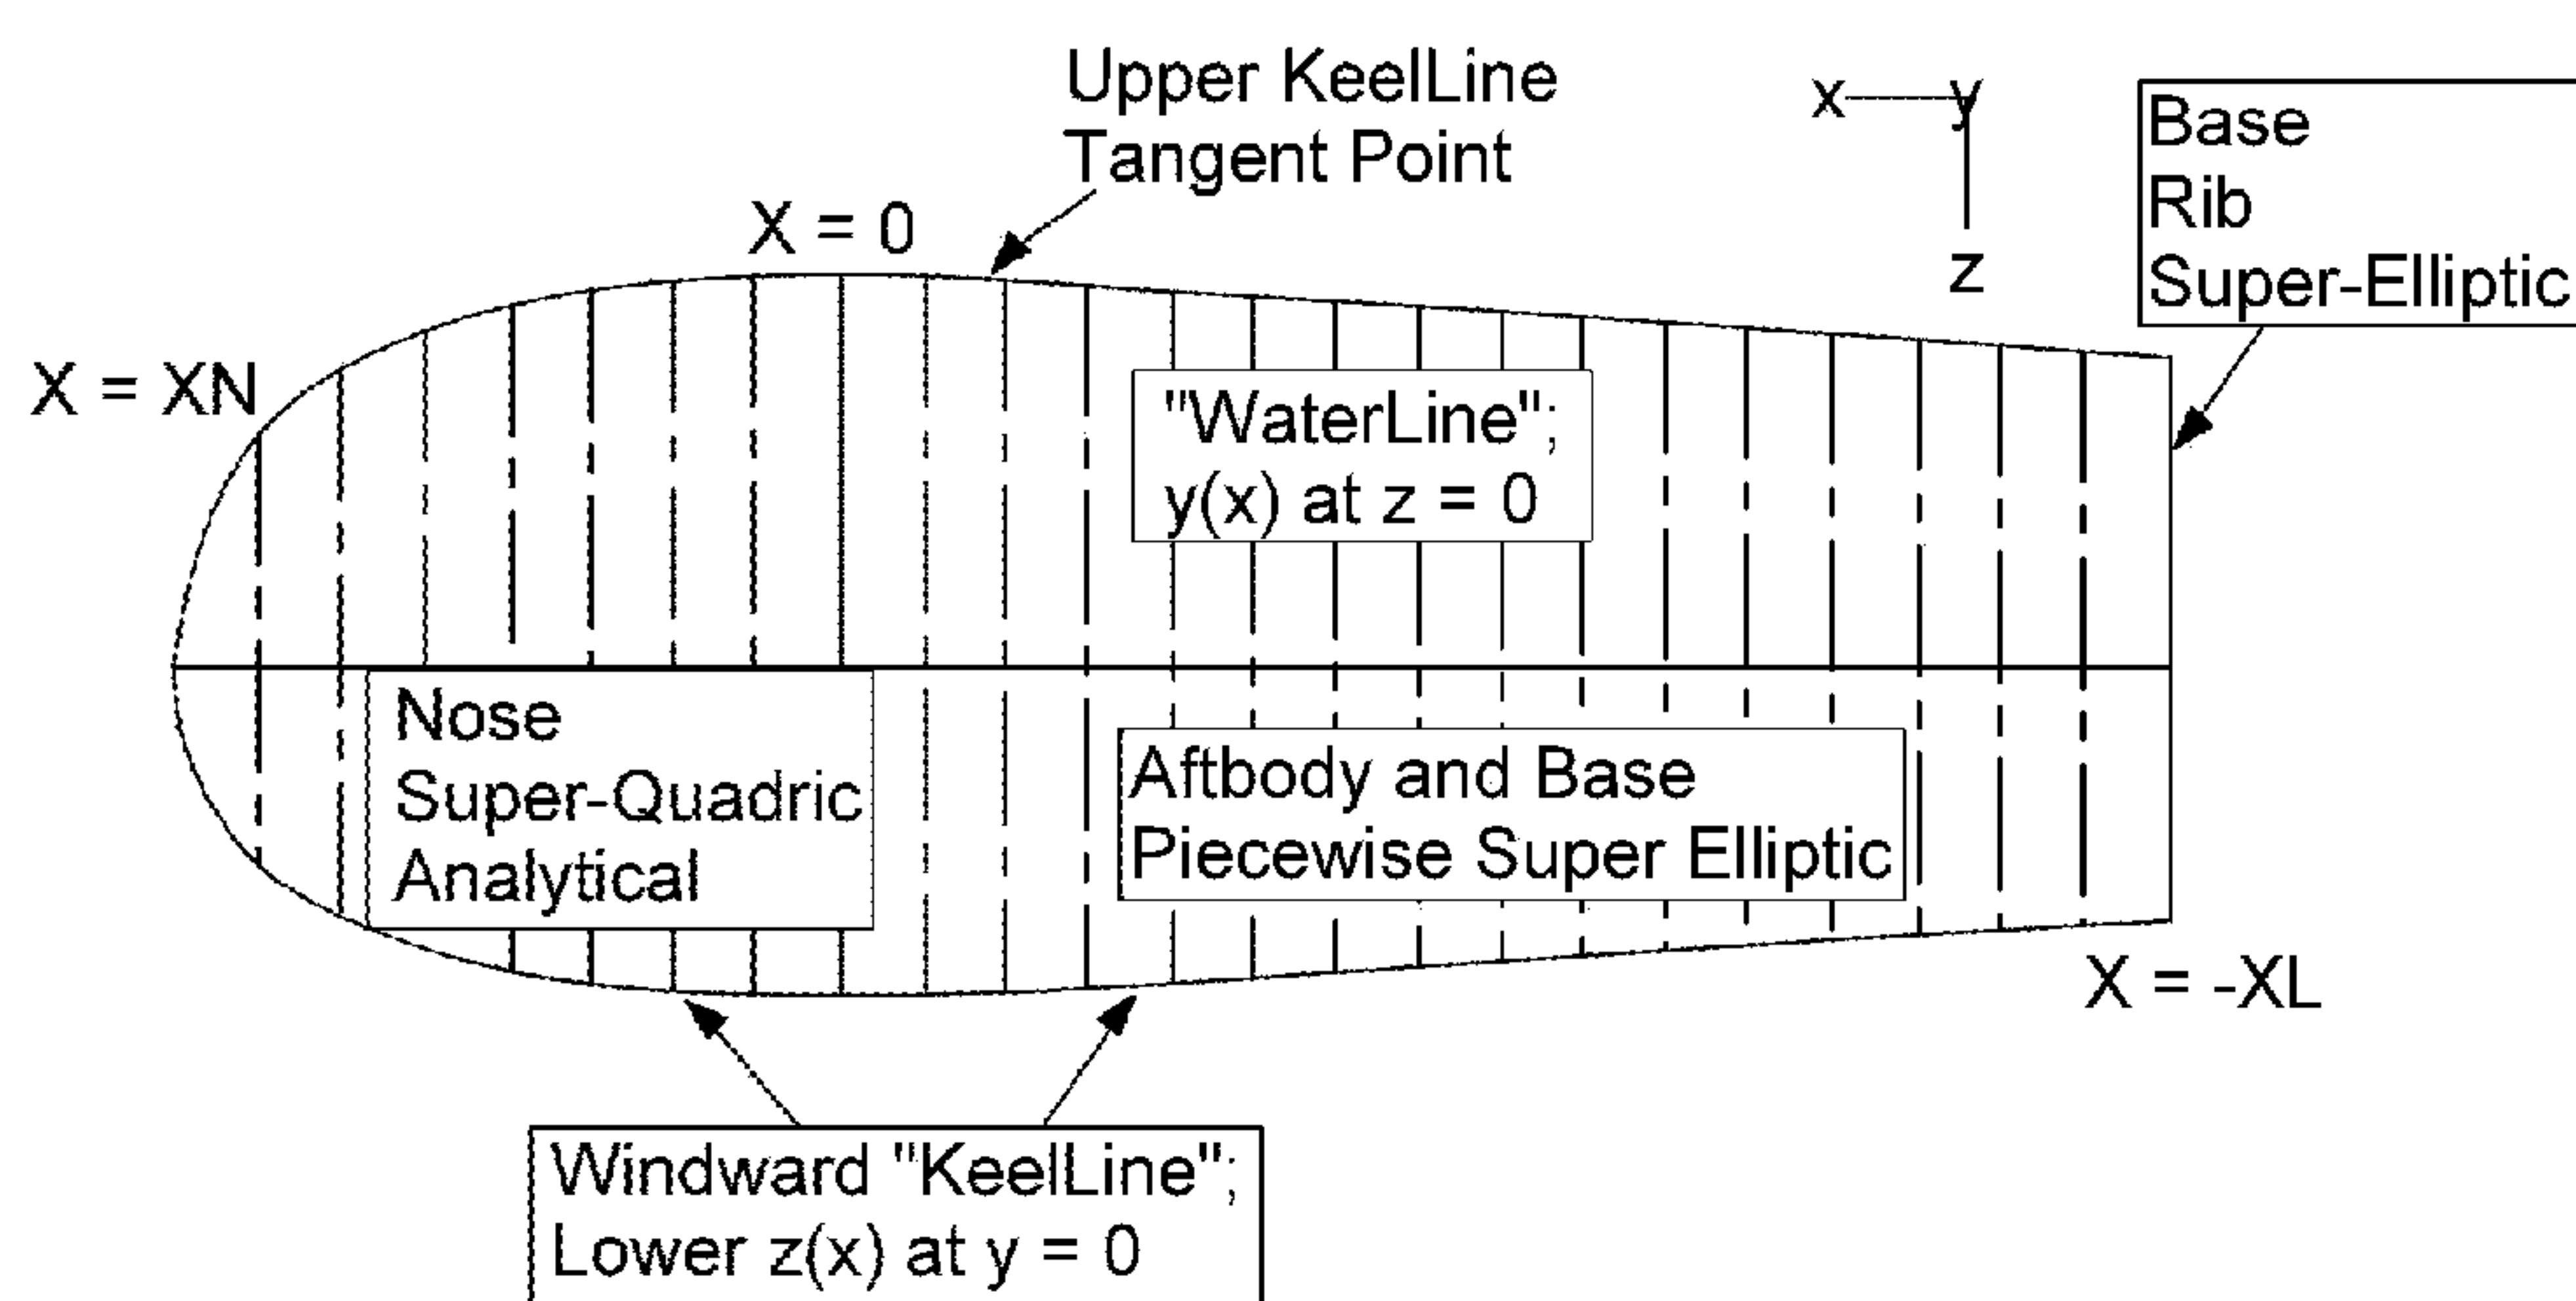 Upper KeelLine
Tangent Point
x
y
z
Base
Rib
Super-Elliptic
X = 0
X = XN
"WaterLine";
y(x) at z = 0
Nose
Super-Quadric
Analytical
Aftbody and Base
Piecewise Super Elliptic
X = -XL
Windward "KeelLine";
Lower z(x) at y = 0